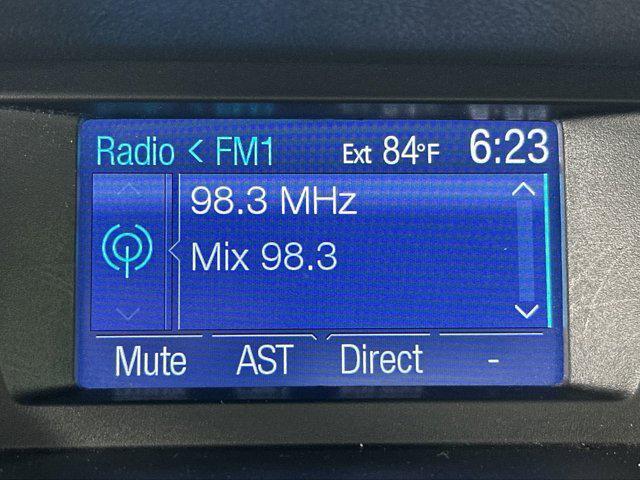 Radio < FM1 Ext 84°F 6:23
98.3 MHz
Mix 98.3
Mute AST Direct -